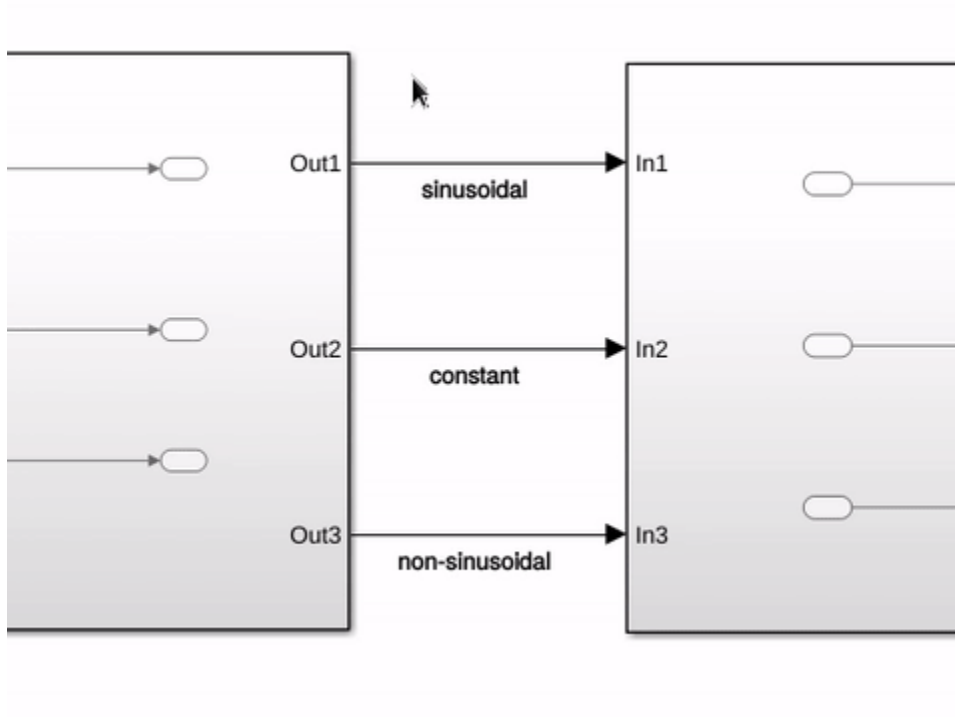 Out1
sinusoidal
In1
Out2
constant
In2
Out3
non-sinusoidal
In3